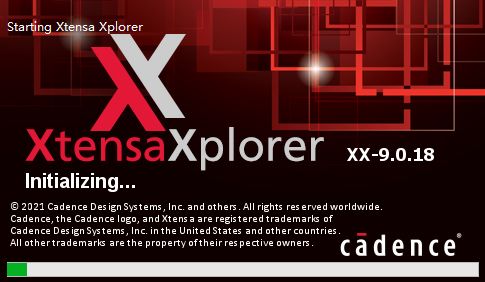 Starting Xtensa Xplorer
X
XtensaXplorer
XX-9.0.18
Initializing...
© 2021 Cadence Design Systems, Inc. and others. All rights reserved worldwide.
Cadence, the Cadence logo, and Xtensa are registered trademarks of
Cadence Design Systems, Inc. in the United States and other countries.
All other trademarks are the property of their respective owners.
cādence®